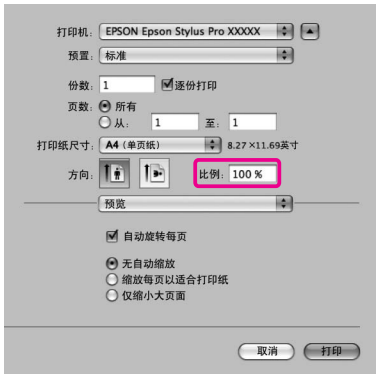 打印机: EPSON Epson Stylus Pro XXXXX
预置: 标准
份数: 1 逐份打印
页数: 所有
从: 1 至: 1
打印纸尺寸: A4 (单页纸) 8.27 ×11.69英寸
方向: 比例: 100 %
预览
自动旋转每页
无自动缩放
缩放每页以适合打印纸
仅缩小大页面
取消 打印